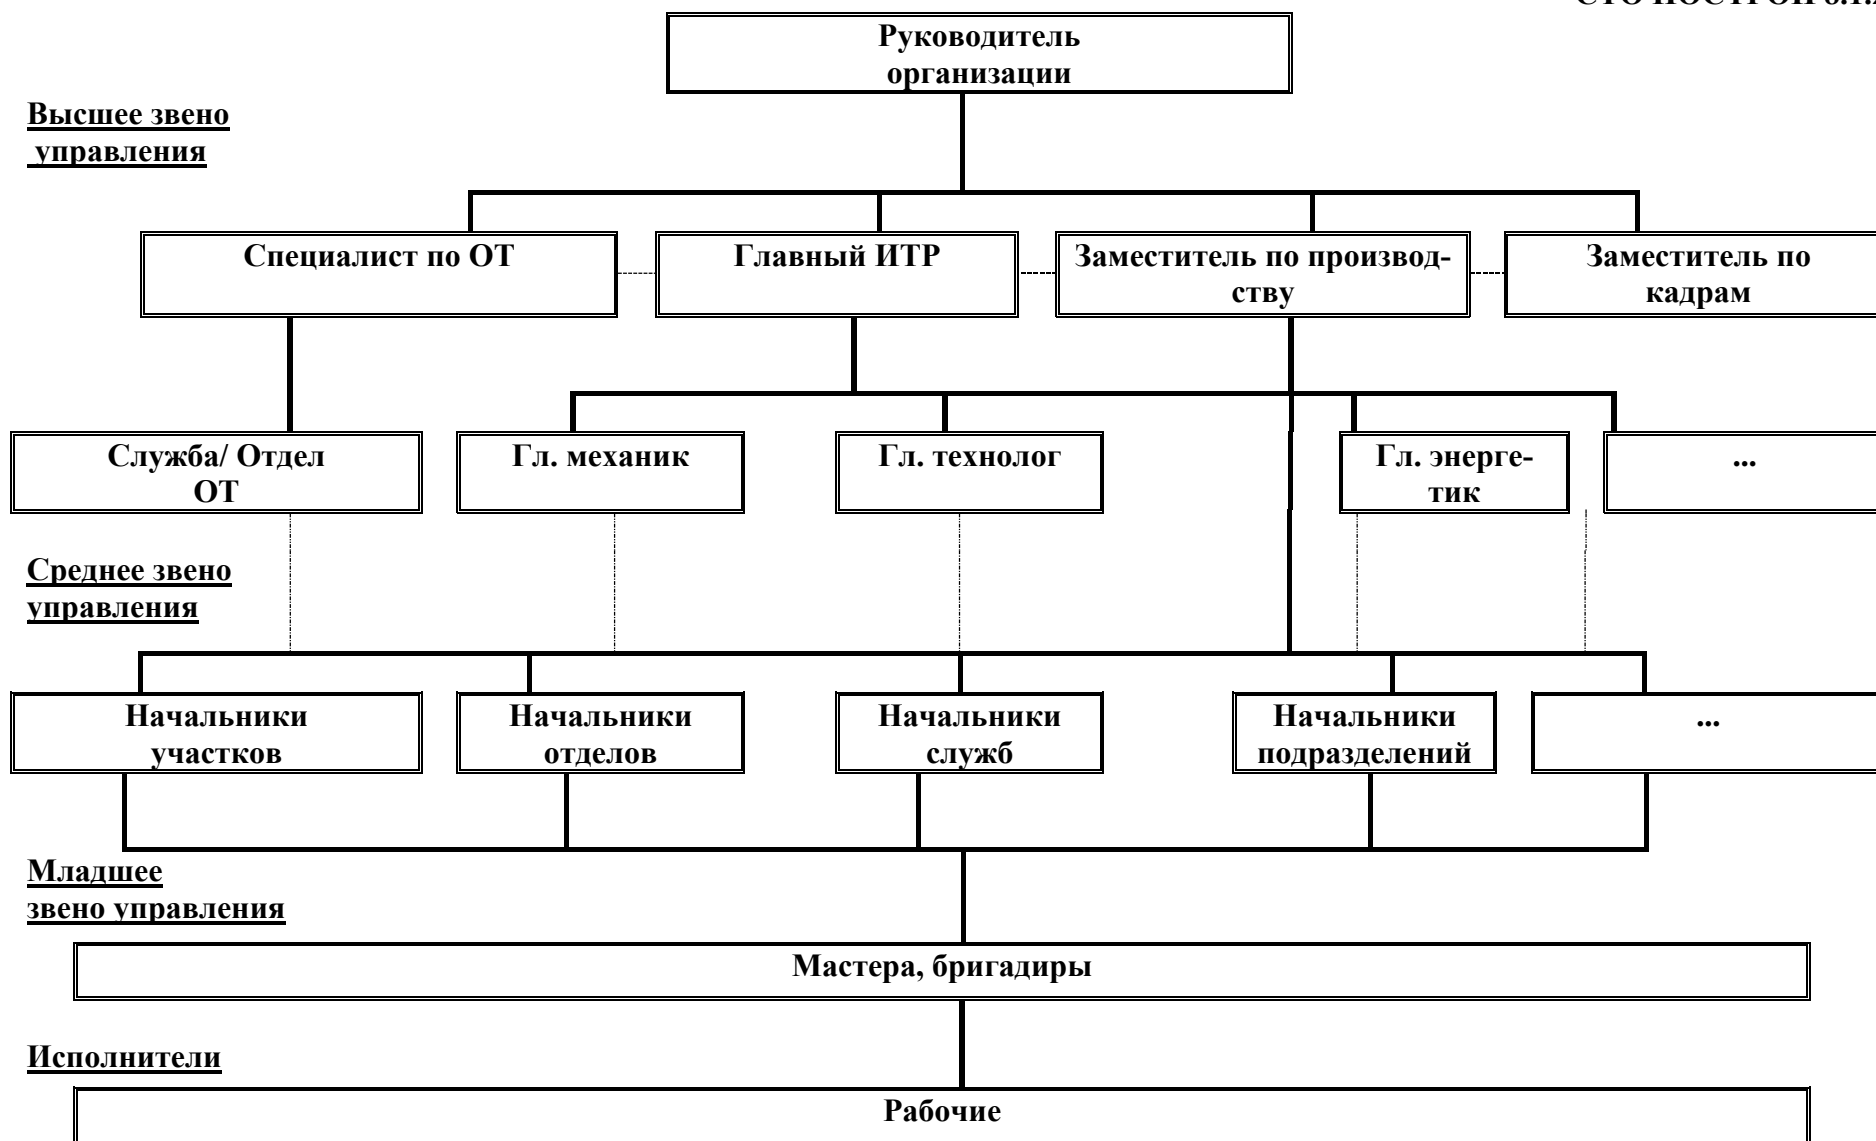 Руководитель
организации
Высшее звено
управления
Специалист по ОТ
Главный ИТР
Заместитель по производ-
ству
Заместитель по
кадрам
Служба/ Отдел
ОТ
Гл. механик
Гл. технолог
Гл. энерге-
тик
...
Среднее звено
управления
Начальники
участков
Начальники
отделов
Начальники
служб
Начальники
подразделений
...
Младшее
звено управления
Мастера, бригадиры
Исполнители
Рабочие